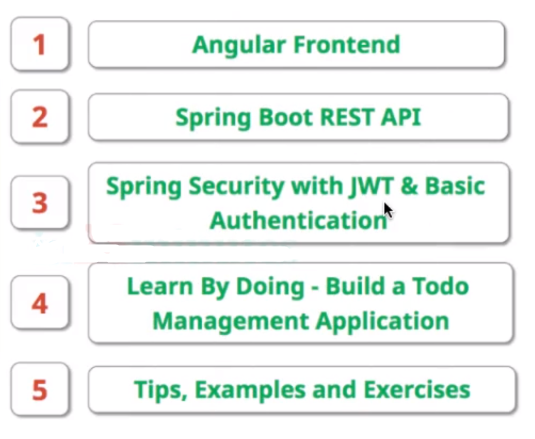 1
Angular Frontend
2
Spring Boot REST API
3
Spring Security with JWT & Basic
Authentication
4
Learn By Doing - Build a Todo
Management Application
5
Tips, Examples and Exercises